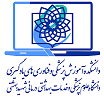 دانشکده آموزش پزشکی و فناوری های یادگیری
دانشگاه علوم پزشکی و خدمات بهداشتی درمانی شهید بهشتی